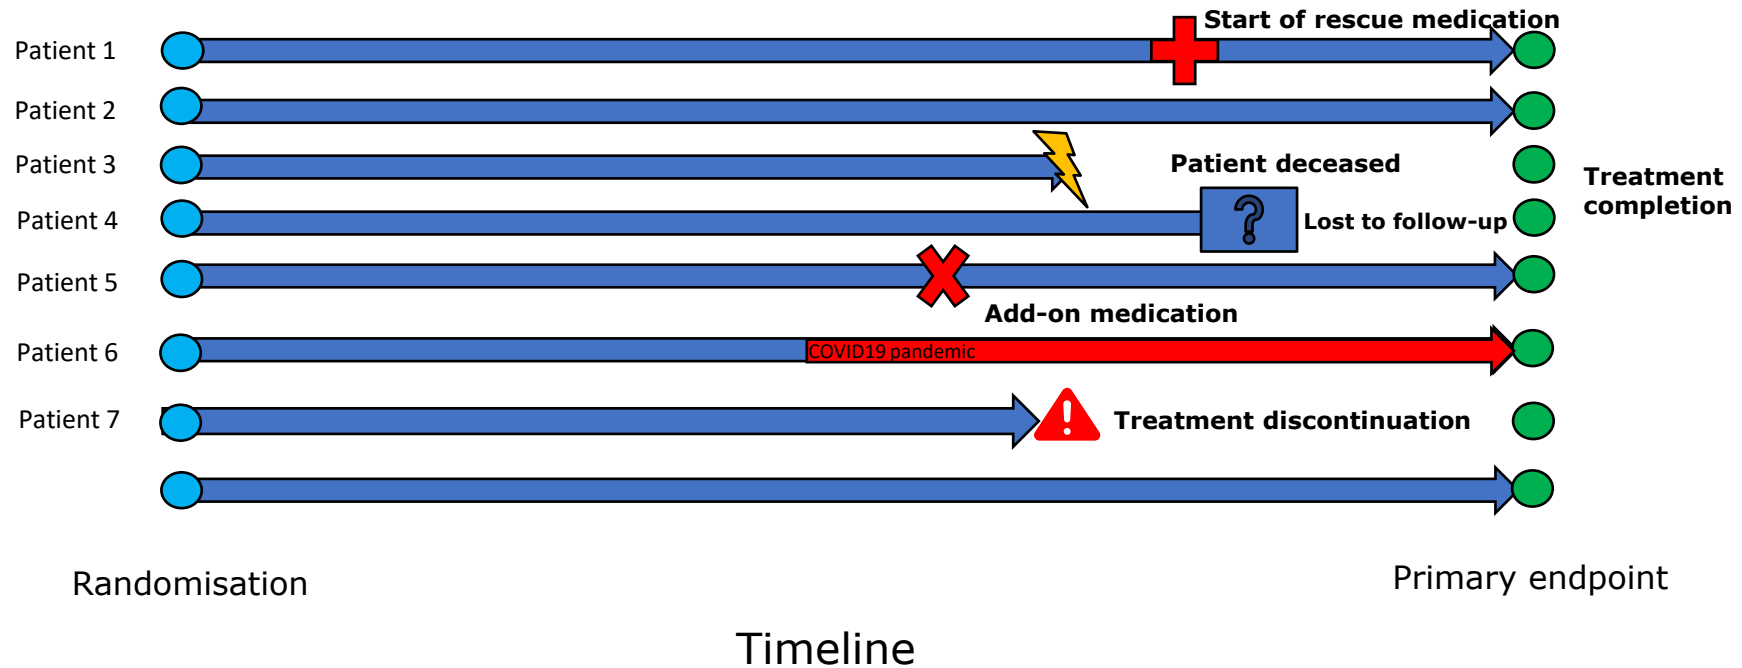 Start of rescue medication
Patient 1
Patient 2
Patient 3
Patient deceased
Treatment
completion
Patient 4
?
Lost to follow-up
Patient 5
Add-on medication
Patient 6
COVID19 pandemic
Patient 7
!
Treatment discontinuation
Randomisation
Primary endpoint
Timeline